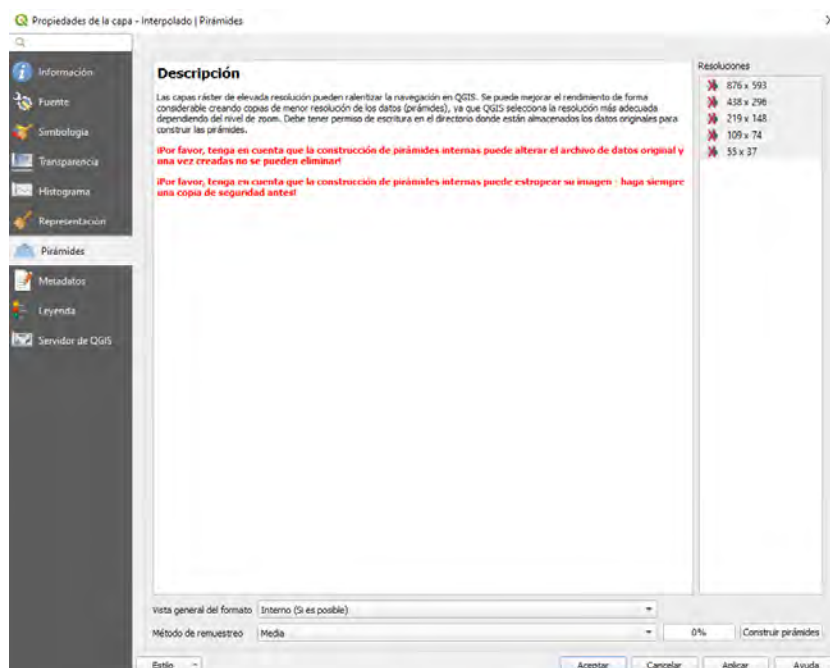 Propiedades de la capa - Interpolado | Pirámides
Información
Fuente
Simbología
Transparencia
Histograma
Representación
Pirámides
Metadatos
Leyenda
Servidor de QGIS
Descripción
Las capas ráster de elevada resolución pueden ralentizar la navegación en QGIS. Se puede mejorar el rendimiento de forma
considerable creando copias de menor resolución de los datos (pirámides), ya que QGIS selecciona la resolución más adecuada
dependiendo del nivel de zoom. Debe tener permiso de escritura en el directorio donde están almacenados los datos originales para
construir las pirámides.
¡Por favor, tenga en cuenta que la construcción de pirámides internas puede alterar el archivo de datos original y
una vez creadas no se pueden eliminar!
¡Por favor, tenga en cuenta que la construcción de pirámides internas puede estropear su imagen - haga siempre
una copia de seguridad antes!
Resoluciones
876 x 593
438 x 296
219 x 148
109 x 74
55 x 37
Vista general del formato Interno (Si es posible)
Método de remuestreo Media 0% Construir pirámides
Estilo Aceptar Cancelar Aplicar Ayuda